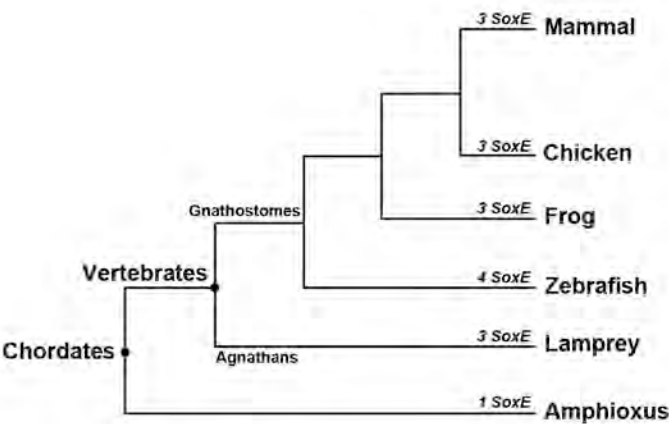 3 SoxE Mammal
3 SoxE Chicken
Gnathostomes
3 SoxE Frog
Vertebrates
4 SoxE Zebrafish
3 SoxE Lamprey
Chordates
Agnathans
1 SoxE Amphioxus